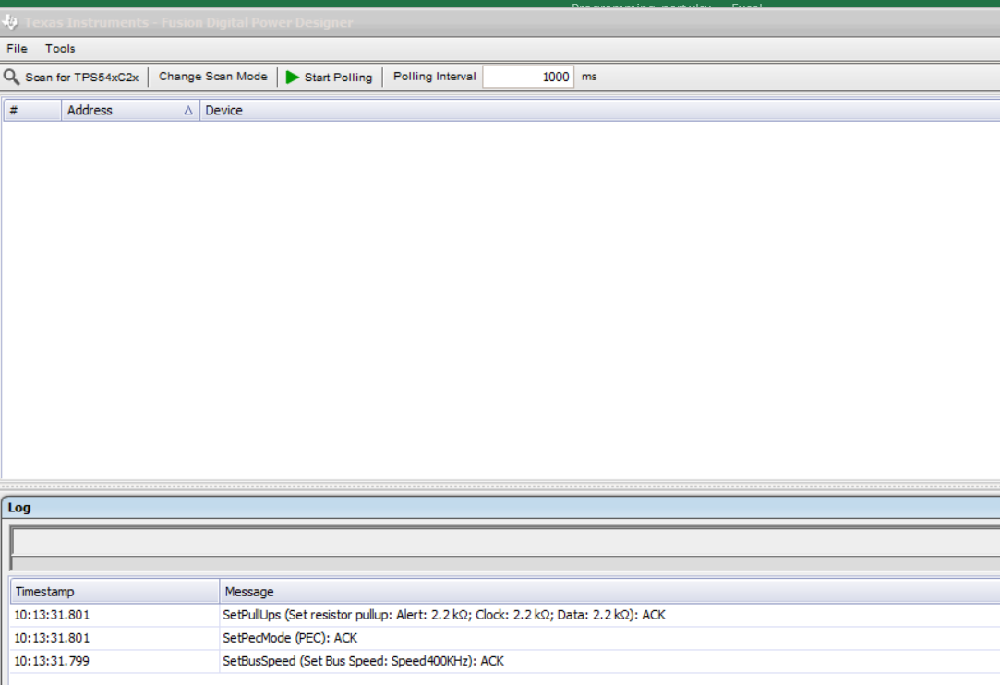 Texas Instruments - Fusion Digital Power Designer
File Tools
Scan for TPS54xC2x Change Scan Mode Start Polling Polling Interval 1000 ms
# Address Device
Log
Timestamp Message
10:13:31.801 SetPullUps (Set resistor pullup: Alert: 2.2 kΩ; Clock: 2.2 kΩ; Data: 2.2 kΩ): ACK
10:13:31.801 SetPecMode (PEC): ACK
10:13:31.799 SetBusSpeed (Set Bus Speed: Speed400KHz): ACK